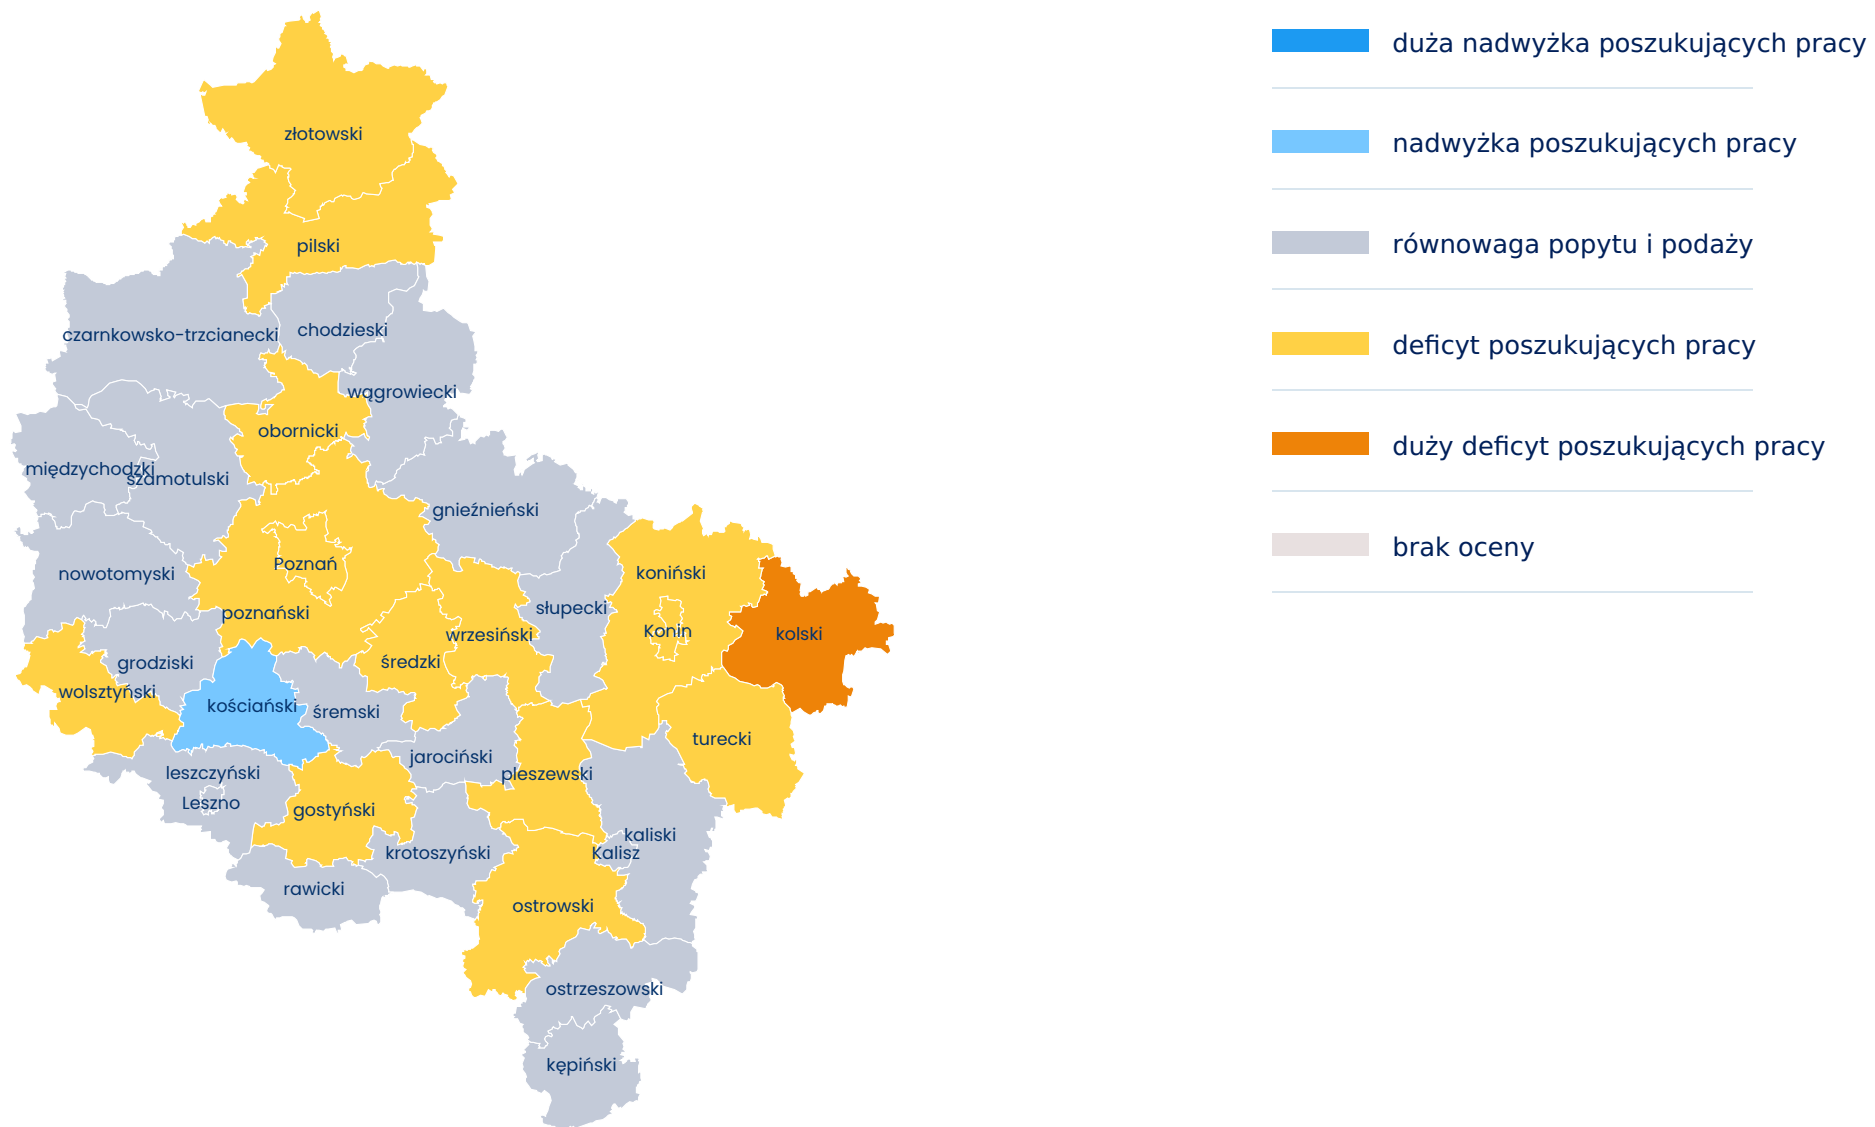 złotowski
pilski
czarnkowsko-trzcianecki
chodzieski
wągrowiecki
obornicki
międzychodzki
szamotulski
gnieźnieński
nowotomyski
Poznań
poznański
koniński
słupecki
Konin
kolski
wrzesiński
średzki
grodziski
wolsztyński
kościański
śremski
turecki
jarociński
pleszewski
leszczyński
Leszno
gostyński
kaliski
Kalisz
krotoszyński
rawicki
ostrowski
ostrzeszowski
kępiński
duża nadwyżka poszukujących pracy
nadwyżka poszukujących pracy
równowaga popytu i podaży
deficyt poszukujących pracy
duży deficyt poszukujących pracy
brak oceny